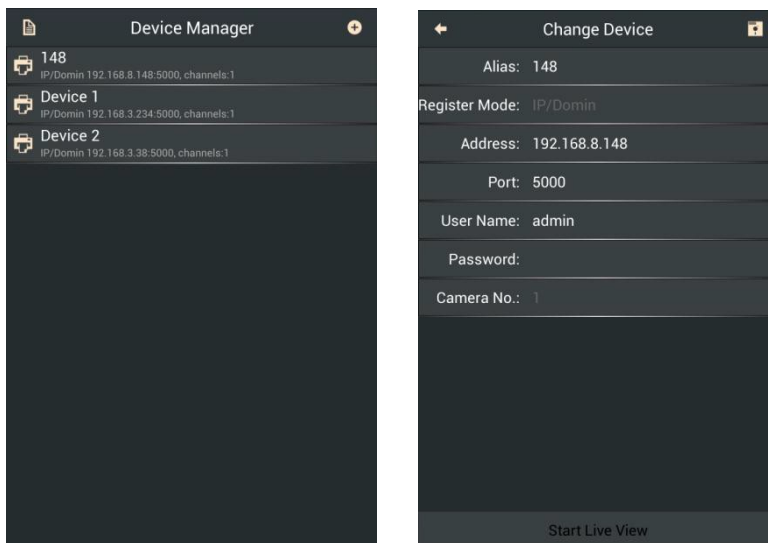 Device Manager
148
IP/Domin 192.168.8.148:5000, channels:1
Device 1
IP/Domin 192.168.3.234:5000, channels:1
Device 2
IP/Domin 192.168.3.38:5000, channels:1
Change Device
Alias: 148
Register Mode: IP/Domin
Address: 192.168.8.148
Port: 5000
User Name: admin
Password:
Camera No.: 1
Start Live View